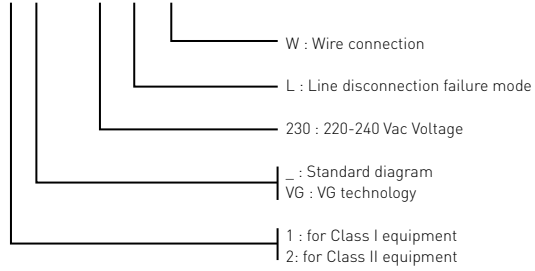 W : Wire connection
L : Line disconnection failure mode
230 : 220-240 Vac Voltage
_ : Standard diagram
VG : VG technology
1 : for Class I equipment
2: for Class II equipment